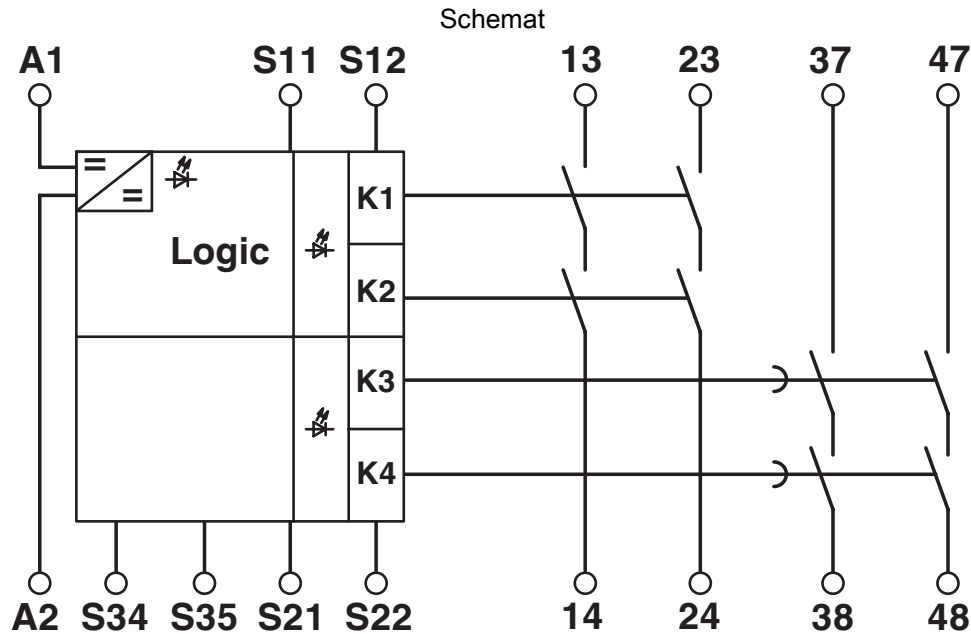 Schemat
A1 S11 S12 13 23 37 47
K1
Logic
K2
K3
K4
A2 S34 S35 S21 S22 14 24 38 48